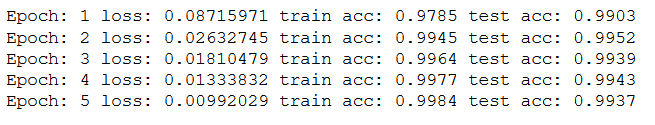 Epoch: 1 loss: 0.08715971 train acc: 0.9785 test acc: 0.9903
Epoch: 2 loss: 0.02632745 train acc: 0.9945 test acc: 0.9952
Epoch: 3 loss: 0.01810479 train acc: 0.9964 test acc: 0.9939
Epoch: 4 loss: 0.01333832 train acc: 0.9977 test acc: 0.9943
Epoch: 5 loss: 0.00992029 train acc: 0.9984 test acc: 0.9937